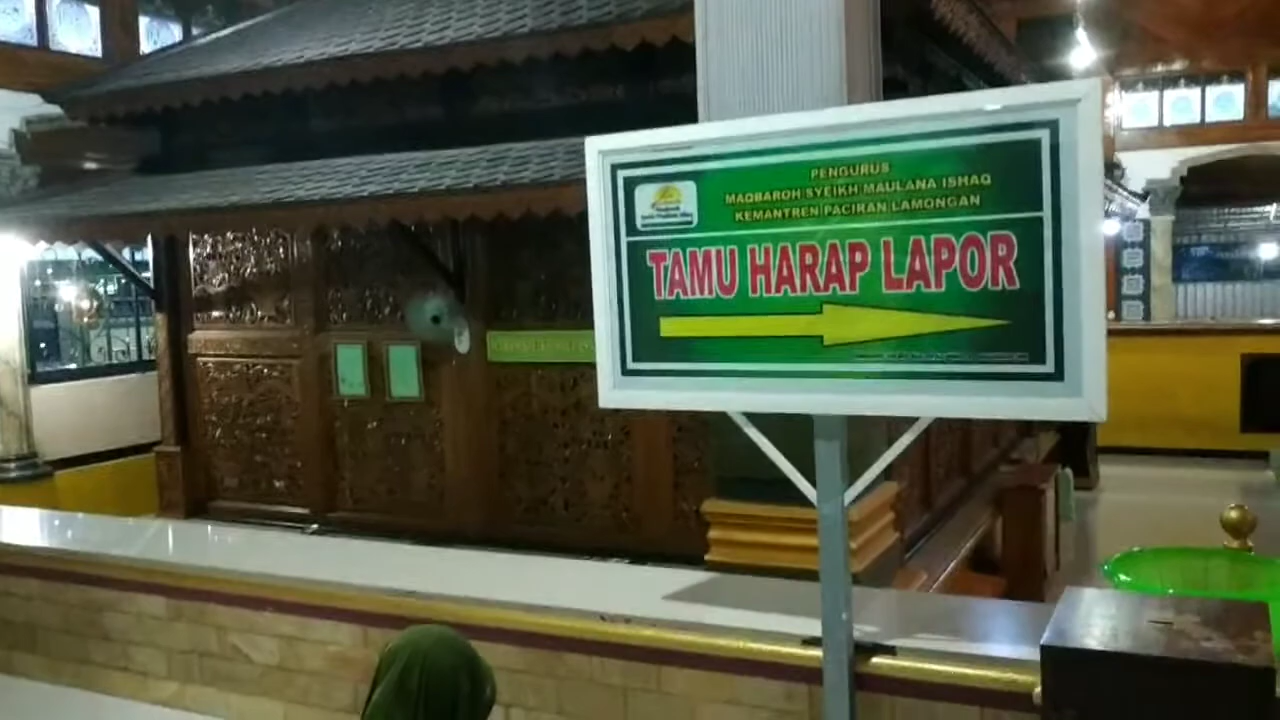 PENGURUS
MAQBAROH SYEIKH MAULANA ISHAQ
KEMANTREN PACIRAN LAMONGAN
TAMU HARAP LAPOR